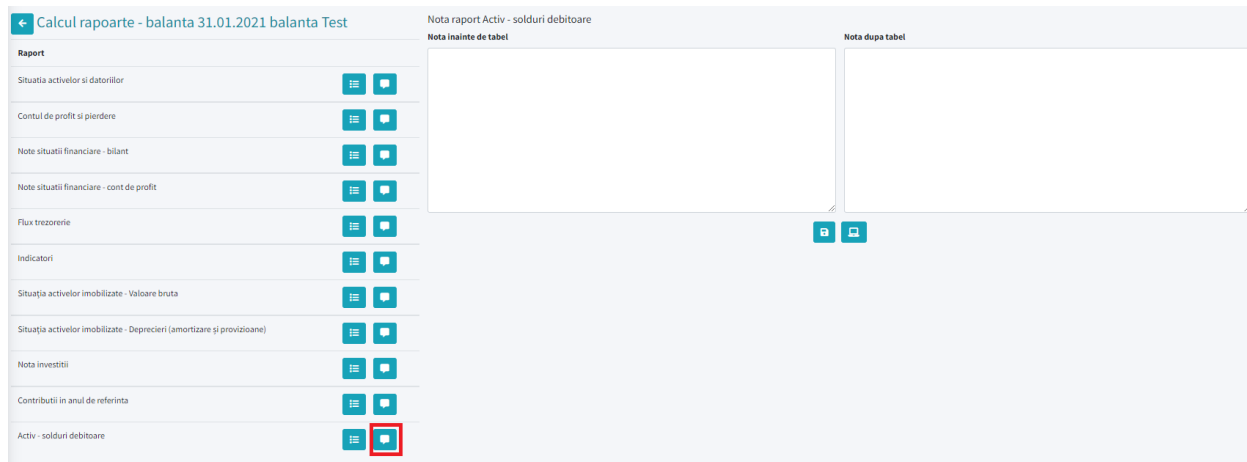 Calcul rapoarte - balanta 31.01.2021 balanta Test
Raport
Situatia activelor si datoriilor
Contul de profit si pierdere
Note situatii financiare - bilant
Note situatii financiare - cont de profit
Flux trezorerie
Indicatori
Situația activelor imobilizate - Valoare bruta
Situația activelor imobilizate - Deprecieri (amortizare și provizioane)
Nota investitii
Contributii in anul de referinta
Activ - solduri debitoare
Nota raport Activ - solduri debitoare
Nota inainte de tabel
Nota dupa tabel